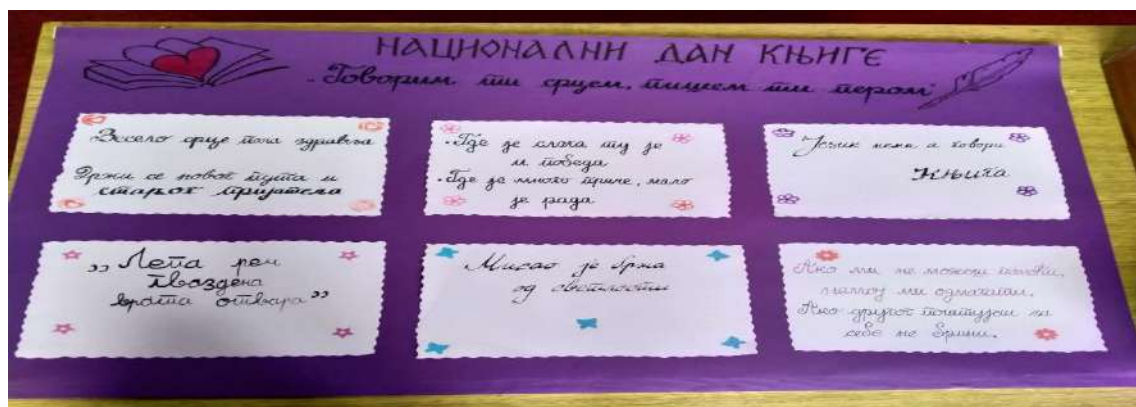 НАЦИОНАЛНИ ДАН КЊИГЕ
„Говорим ти срцем, пишем ти пером"
Весело срце пола здравља
Држи се новог пута и
старог пријатеља
• Где је слога ту је
и победа
• Где је много приче, мало
је рада
Језик нема а говори
Књига
„Лепа реч
гвоздена
врата отвара"
Мисао је бржа
од светлости
Ако ми не можеш помоћи,
немој ми одмагати.
Ако другог поштујеш за
себе не брини.